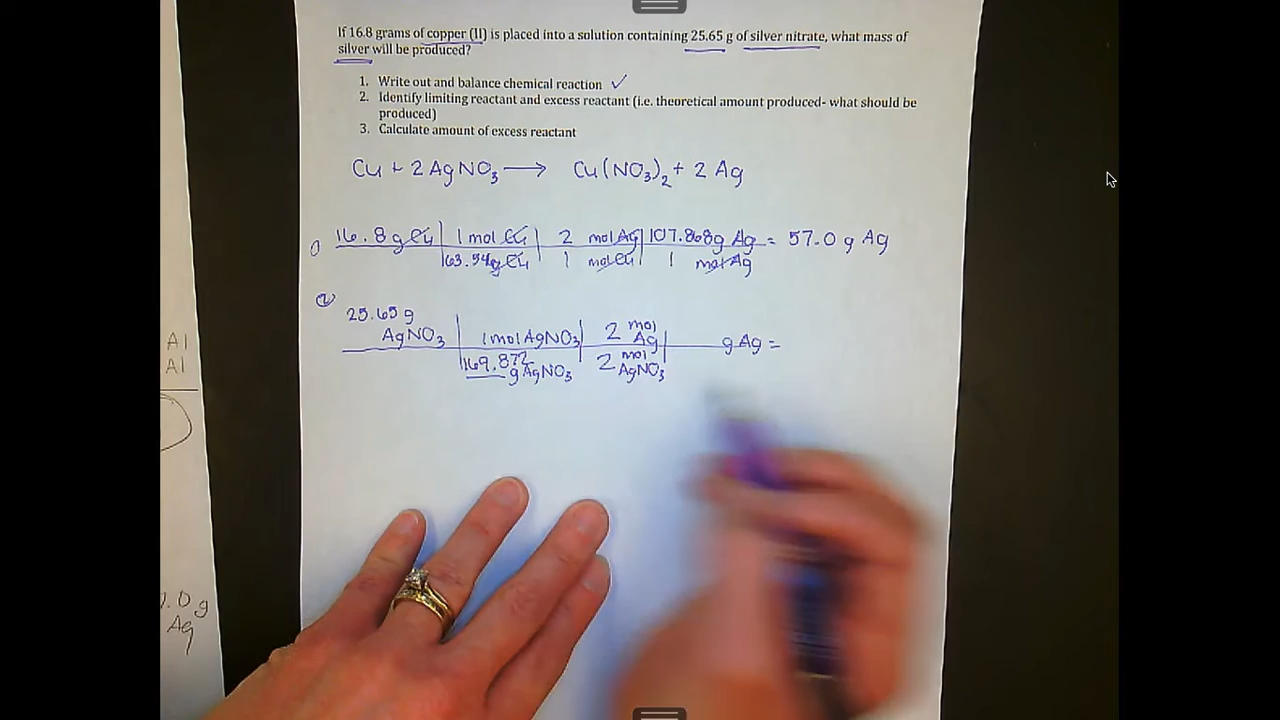 If 16.8 grams of copper (II) is placed into a solution containing 25.65 g of silver nitrate, what mass of
silver will be produced?
1. Write out and balance chemical reaction ✓
2. Identify limiting reactant and excess reactant (i.e. theoretical amount produced- what should be
produced)
3. Calculate amount of excess reactant
Cu + 2 AgNO₃ → Cu(NO₃)₂ + 2 Ag
1) 16.8 g Cu | 1 mol Cu | 2 mol Ag | 107.868 g Ag = 57.0 g Ag
63.54 g Cu | 1 mol Cu | 1 mol Ag
2
25.65 g
AgNO₃ | 1 mol AgNO₃ | 2 mol Ag | g Ag =
169.872 g AgNO₃ | 2 mol AgNO₃
Al
Al
.0 g
Ag